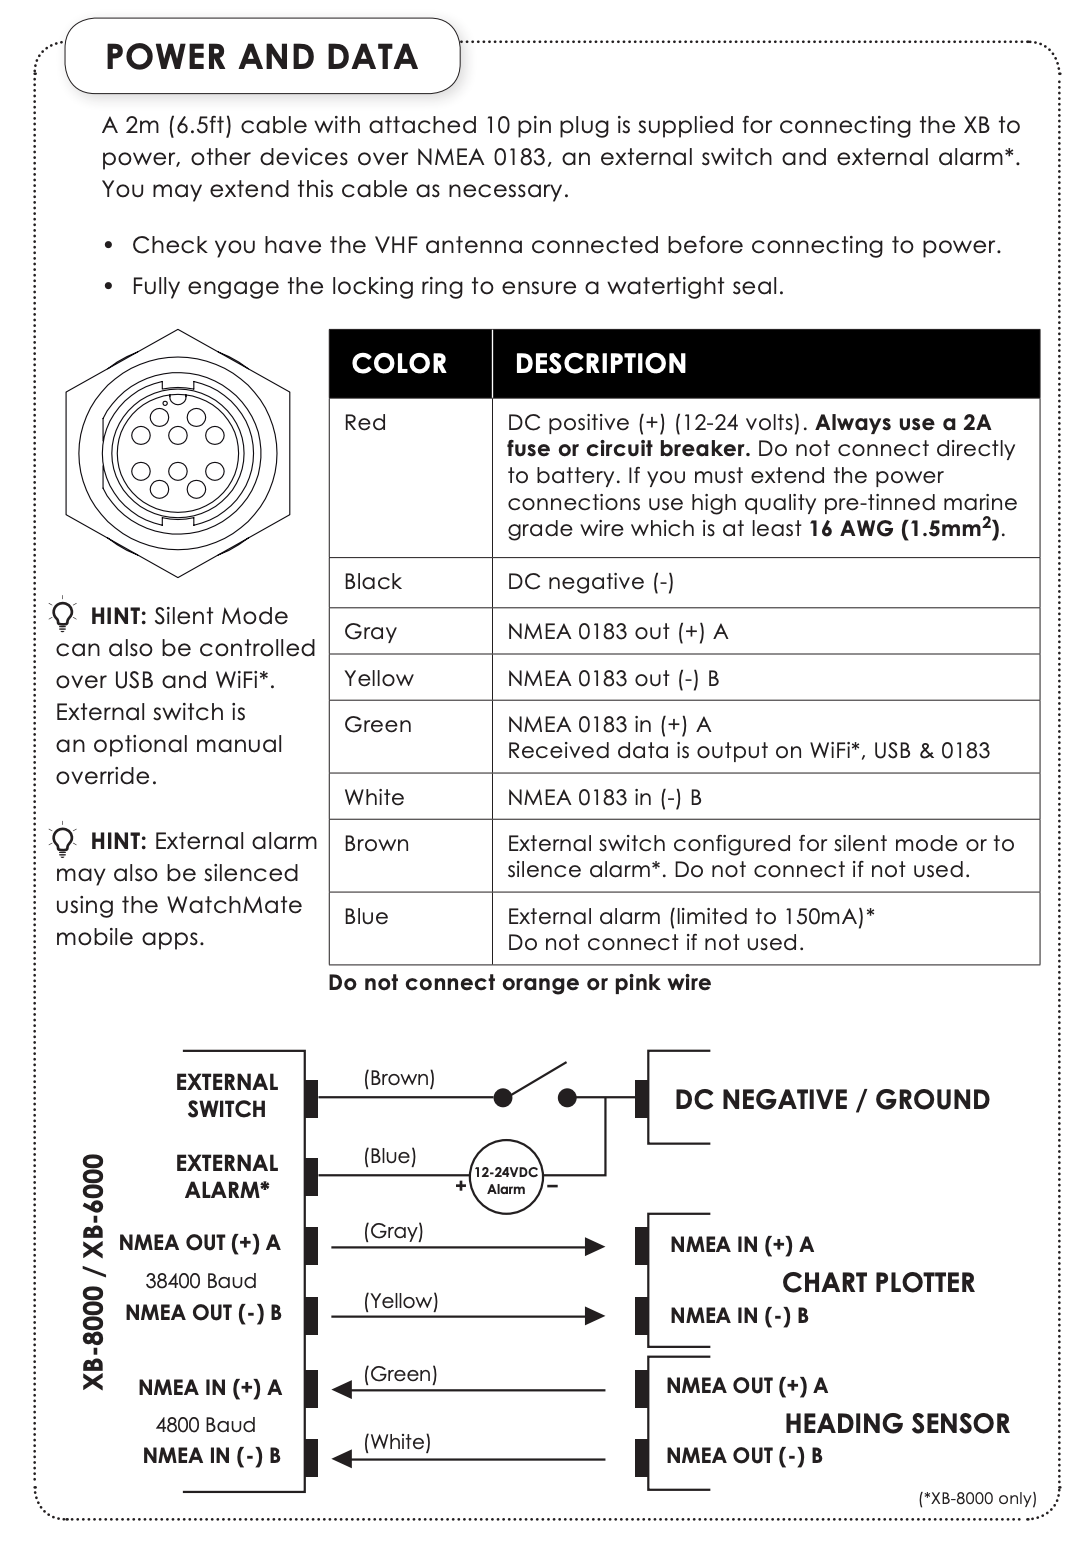 POWER AND DATA
A 2m (6.5ft) cable with attached 10 pin plug is supplied for connecting the XB to
power, other devices over NMEA 0183, an external switch and external alarm*.
You may extend this cable as necessary.
• Check you have the VHF antenna connected before connecting to power.
• Fully engage the locking ring to ensure a watertight seal.
HINT: Silent Mode
can also be controlled
over USB and WiFi*.
External switch is
an optional manual
override.
HINT: External alarm
may also be silenced
using the WatchMate
mobile apps.
COLOR DESCRIPTION
Red DC positive (+) (12-24 volts). Always use a 2A
fuse or circuit breaker. Do not connect directly
to battery. If you must extend the power
connections use high quality pre-tinned marine
grade wire which is at least 16 AWG (1.5mm²).
Black DC negative (-)
Gray NMEA 0183 out (+) A
Yellow NMEA 0183 out (-) B
Green NMEA 0183 in (+) A
Received data is output on WiFi*, USB & 0183
White NMEA 0183 in (-) B
Brown External switch configured for silent mode or to
silence alarm*. Do not connect if not used.
Blue External alarm (limited to 150mA)*
Do not connect if not used.
Do not connect orange or pink wire
XB-8000 / XB-6000
EXTERNAL
SWITCH
(Brown)
DC NEGATIVE / GROUND
EXTERNAL
ALARM*
(Blue)
+ 12-24VDC −
Alarm
NMEA OUT (+) A
(Gray)
NMEA IN (+) A
38400 Baud
CHART PLOTTER
NMEA OUT (-) B
(Yellow)
NMEA IN (-) B
NMEA IN (+) A
(Green)
NMEA OUT (+) A
4800 Baud
HEADING SENSOR
NMEA IN (-) B
(White)
NMEA OUT (-) B
(*XB-8000 only)